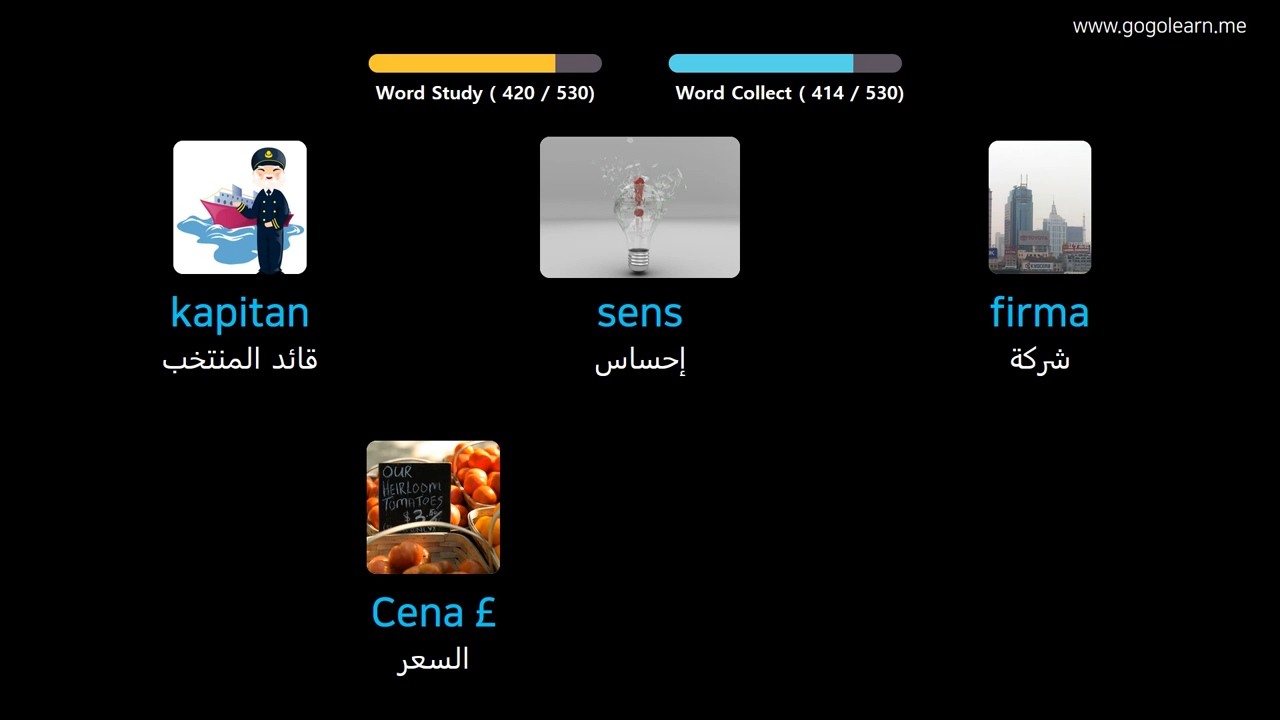 www.gogolearn.me
Word Study ( 420 / 530)
Word Collect ( 414 / 530)
kapitan
قائد المنتخب
sens
إحساس
firma
شركة
OUR
HEIRLOOM
TOMATOES
Cena £
السعر